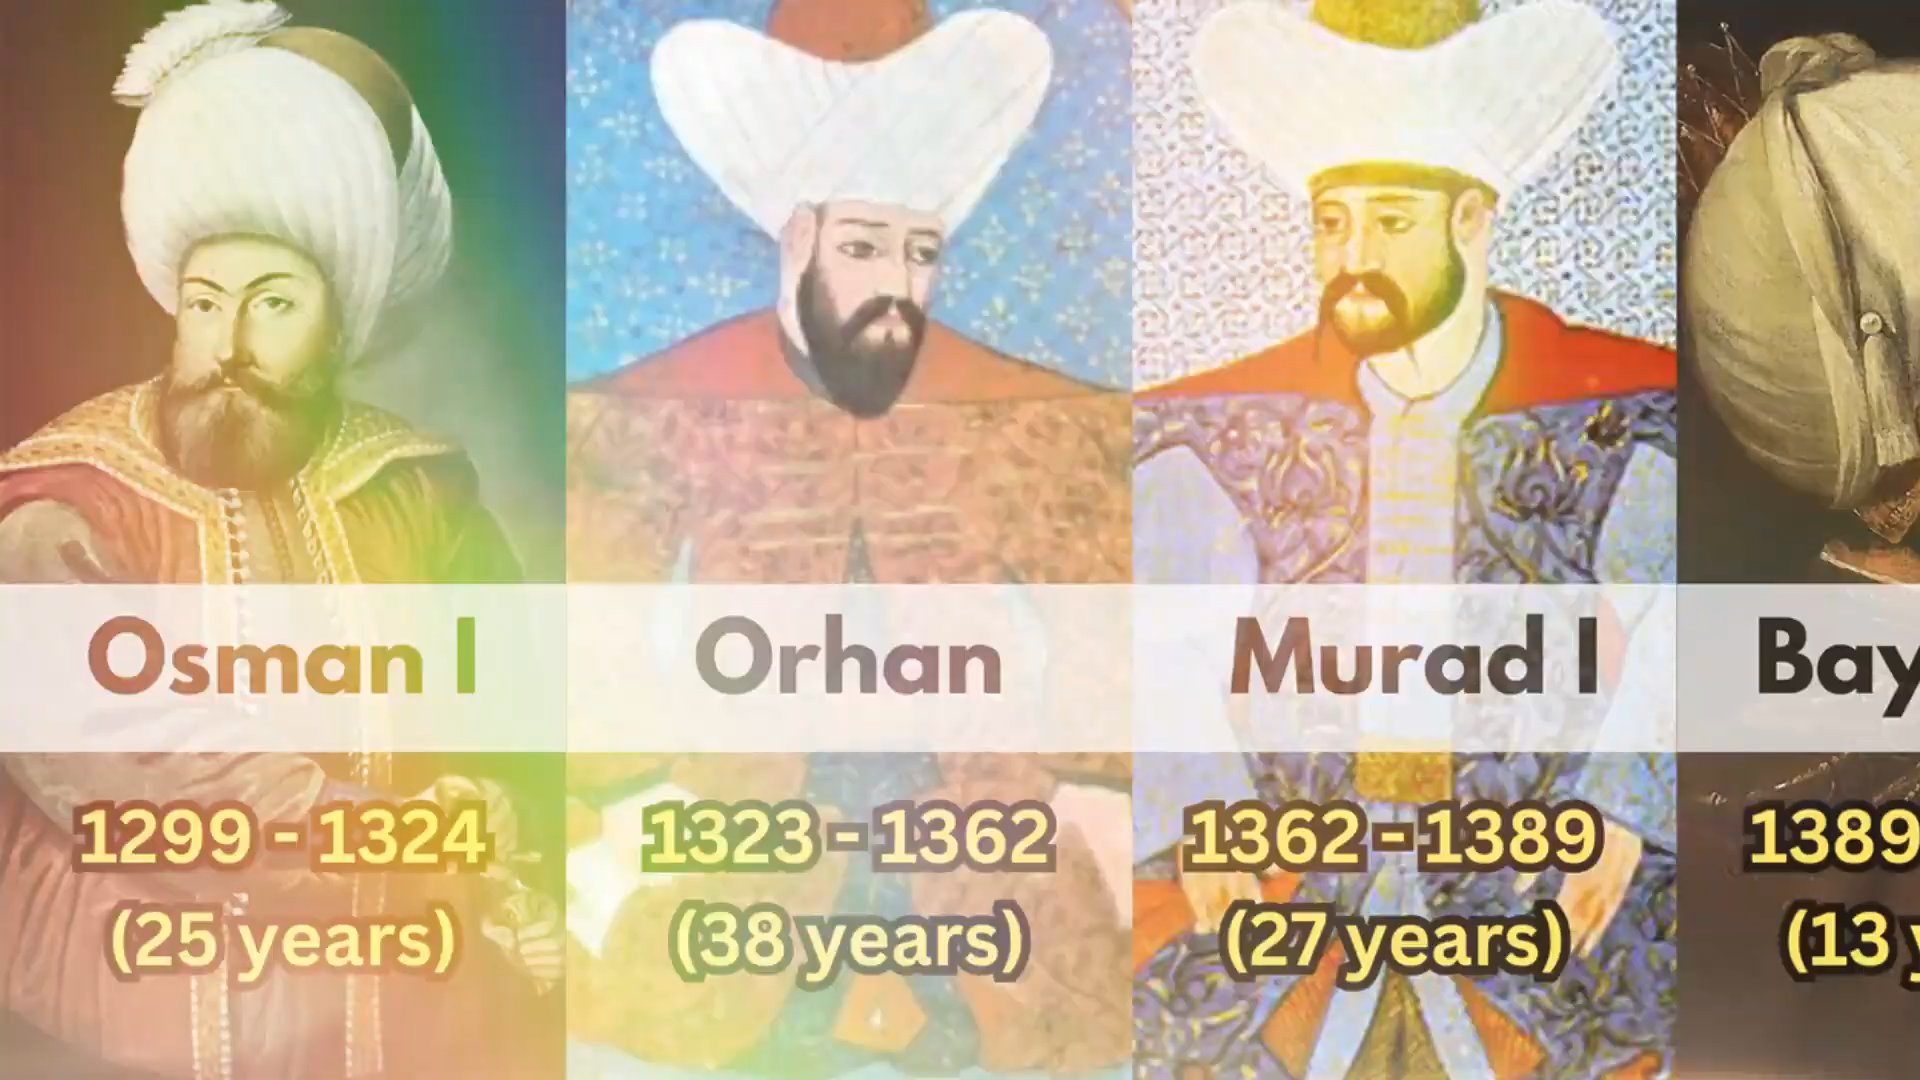 Osman I
1299 - 1324
(25 years)
Orhan
1323 - 1362
(38 years)
Murad I
1362 - 1389
(27 years)
Bay
1389
(13 y